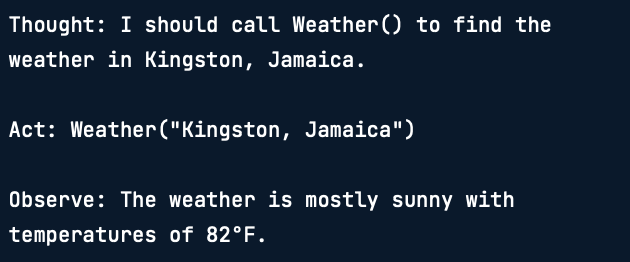 Thought: I should call Weather() to find the
weather in Kingston, Jamaica.
Act: Weather("Kingston, Jamaica")
Observe: The weather is mostly sunny with
temperatures of 82°F.